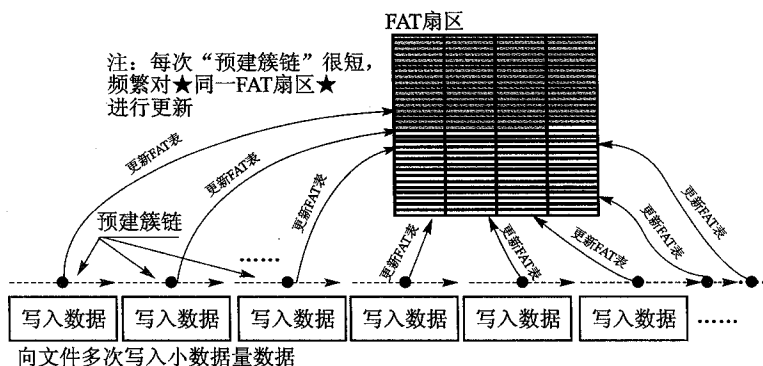 FAT扇区
注：每次“预建簇链”很短，
频繁对★同一FAT扇区★
进行更新
更新FAT表
更新FAT表
更新FAT表
更新FAT表
更新FAT表
更新FAT表
更新FAT表
更新FAT表
预建簇链
……
写入数据
写入数据
写入数据
写入数据
写入数据
写入数据
……
向文件多次写入小数据量数据